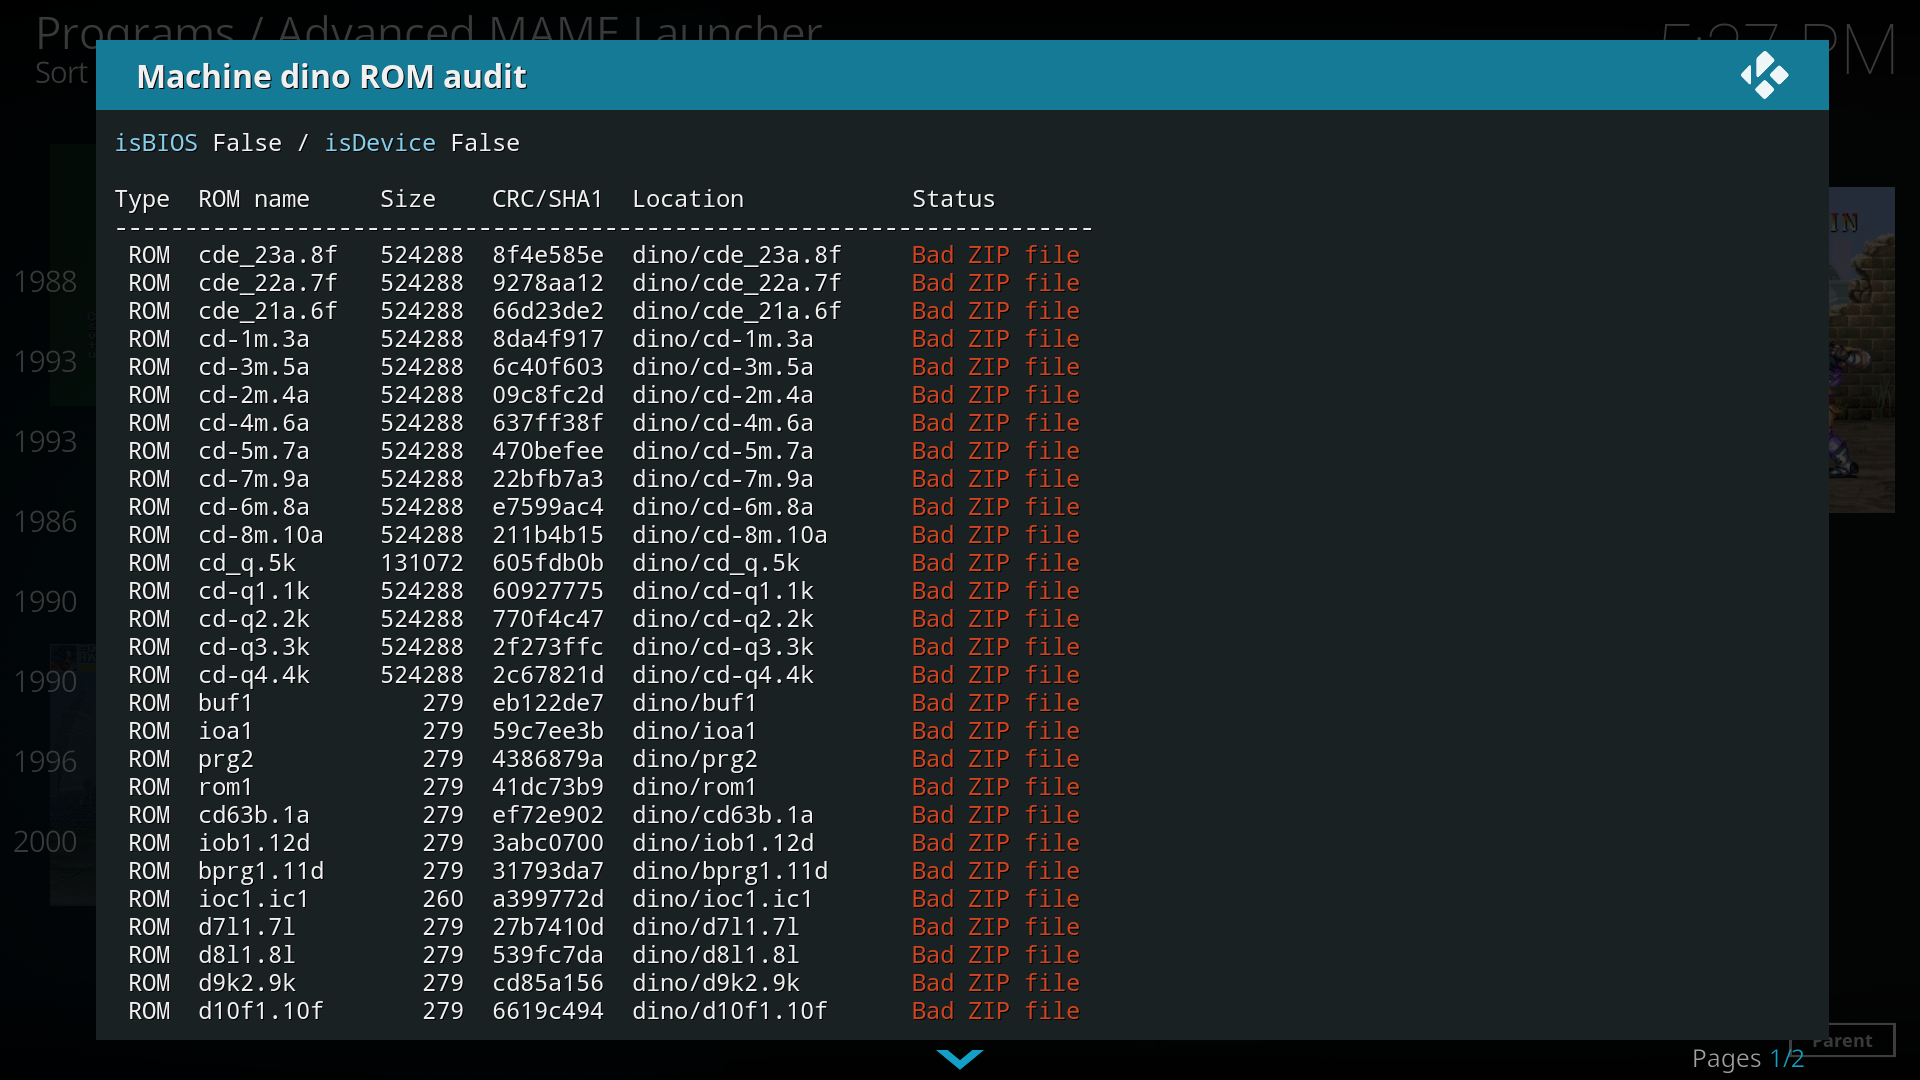 Programs / Advanced MAME Launcher
5:27 PM
Sort
Machine dino ROM audit
isBIOS False / isDevice False
Type ROM name Size CRC/SHA1 Location Status
----------------------------------------------------------------------
ROM cde_23a.8f 524288 8f4e585e dino/cde_23a.8f Bad ZIP file
ROM cde_22a.7f 524288 9278aa12 dino/cde_22a.7f Bad ZIP file
ROM cde_21a.6f 524288 66d23de2 dino/cde_21a.6f Bad ZIP file
ROM cd-1m.3a 524288 8da4f917 dino/cd-1m.3a Bad ZIP file
ROM cd-3m.5a 524288 6c40f603 dino/cd-3m.5a Bad ZIP file
ROM cd-2m.4a 524288 09c8fc2d dino/cd-2m.4a Bad ZIP file
ROM cd-4m.6a 524288 637ff38f dino/cd-4m.6a Bad ZIP file
ROM cd-5m.7a 524288 470befee dino/cd-5m.7a Bad ZIP file
ROM cd-7m.9a 524288 22bfb7a3 dino/cd-7m.9a Bad ZIP file
ROM cd-6m.8a 524288 e7599ac4 dino/cd-6m.8a Bad ZIP file
ROM cd-8m.10a 524288 211b4b15 dino/cd-8m.10a Bad ZIP file
ROM cd_q.5k 131072 605fdb0b dino/cd_q.5k Bad ZIP file
ROM cd-q1.1k 524288 60927775 dino/cd-q1.1k Bad ZIP file
ROM cd-q2.2k 524288 770f4c47 dino/cd-q2.2k Bad ZIP file
ROM cd-q3.3k 524288 2f273ffc dino/cd-q3.3k Bad ZIP file
ROM cd-q4.4k 524288 2c67821d dino/cd-q4.4k Bad ZIP file
ROM buf1 279 eb122de7 dino/buf1 Bad ZIP file
ROM ioa1 279 59c7ee3b dino/ioa1 Bad ZIP file
ROM prg2 279 4386879a dino/prg2 Bad ZIP file
ROM rom1 279 41dc73b9 dino/rom1 Bad ZIP file
ROM cd63b.1a 279 ef72e902 dino/cd63b.1a Bad ZIP file
ROM iob1.12d 279 3abc0700 dino/iob1.12d Bad ZIP file
ROM bprg1.11d 279 31793da7 dino/bprg1.11d Bad ZIP file
ROM ioc1.ic1 260 a399772d dino/ioc1.ic1 Bad ZIP file
ROM d7l1.7l 279 27b7410d dino/d7l1.7l Bad ZIP file
ROM d8l1.8l 279 539fc7da dino/d8l1.8l Bad ZIP file
ROM d9k2.9k 279 cd85a156 dino/d9k2.9k Bad ZIP file
ROM d10f1.10f 279 6619c494 dino/d10f1.10f Bad ZIP file
1988
1993
1993
1986
1990
1990
1996
2000
Parent
Pages 1/2